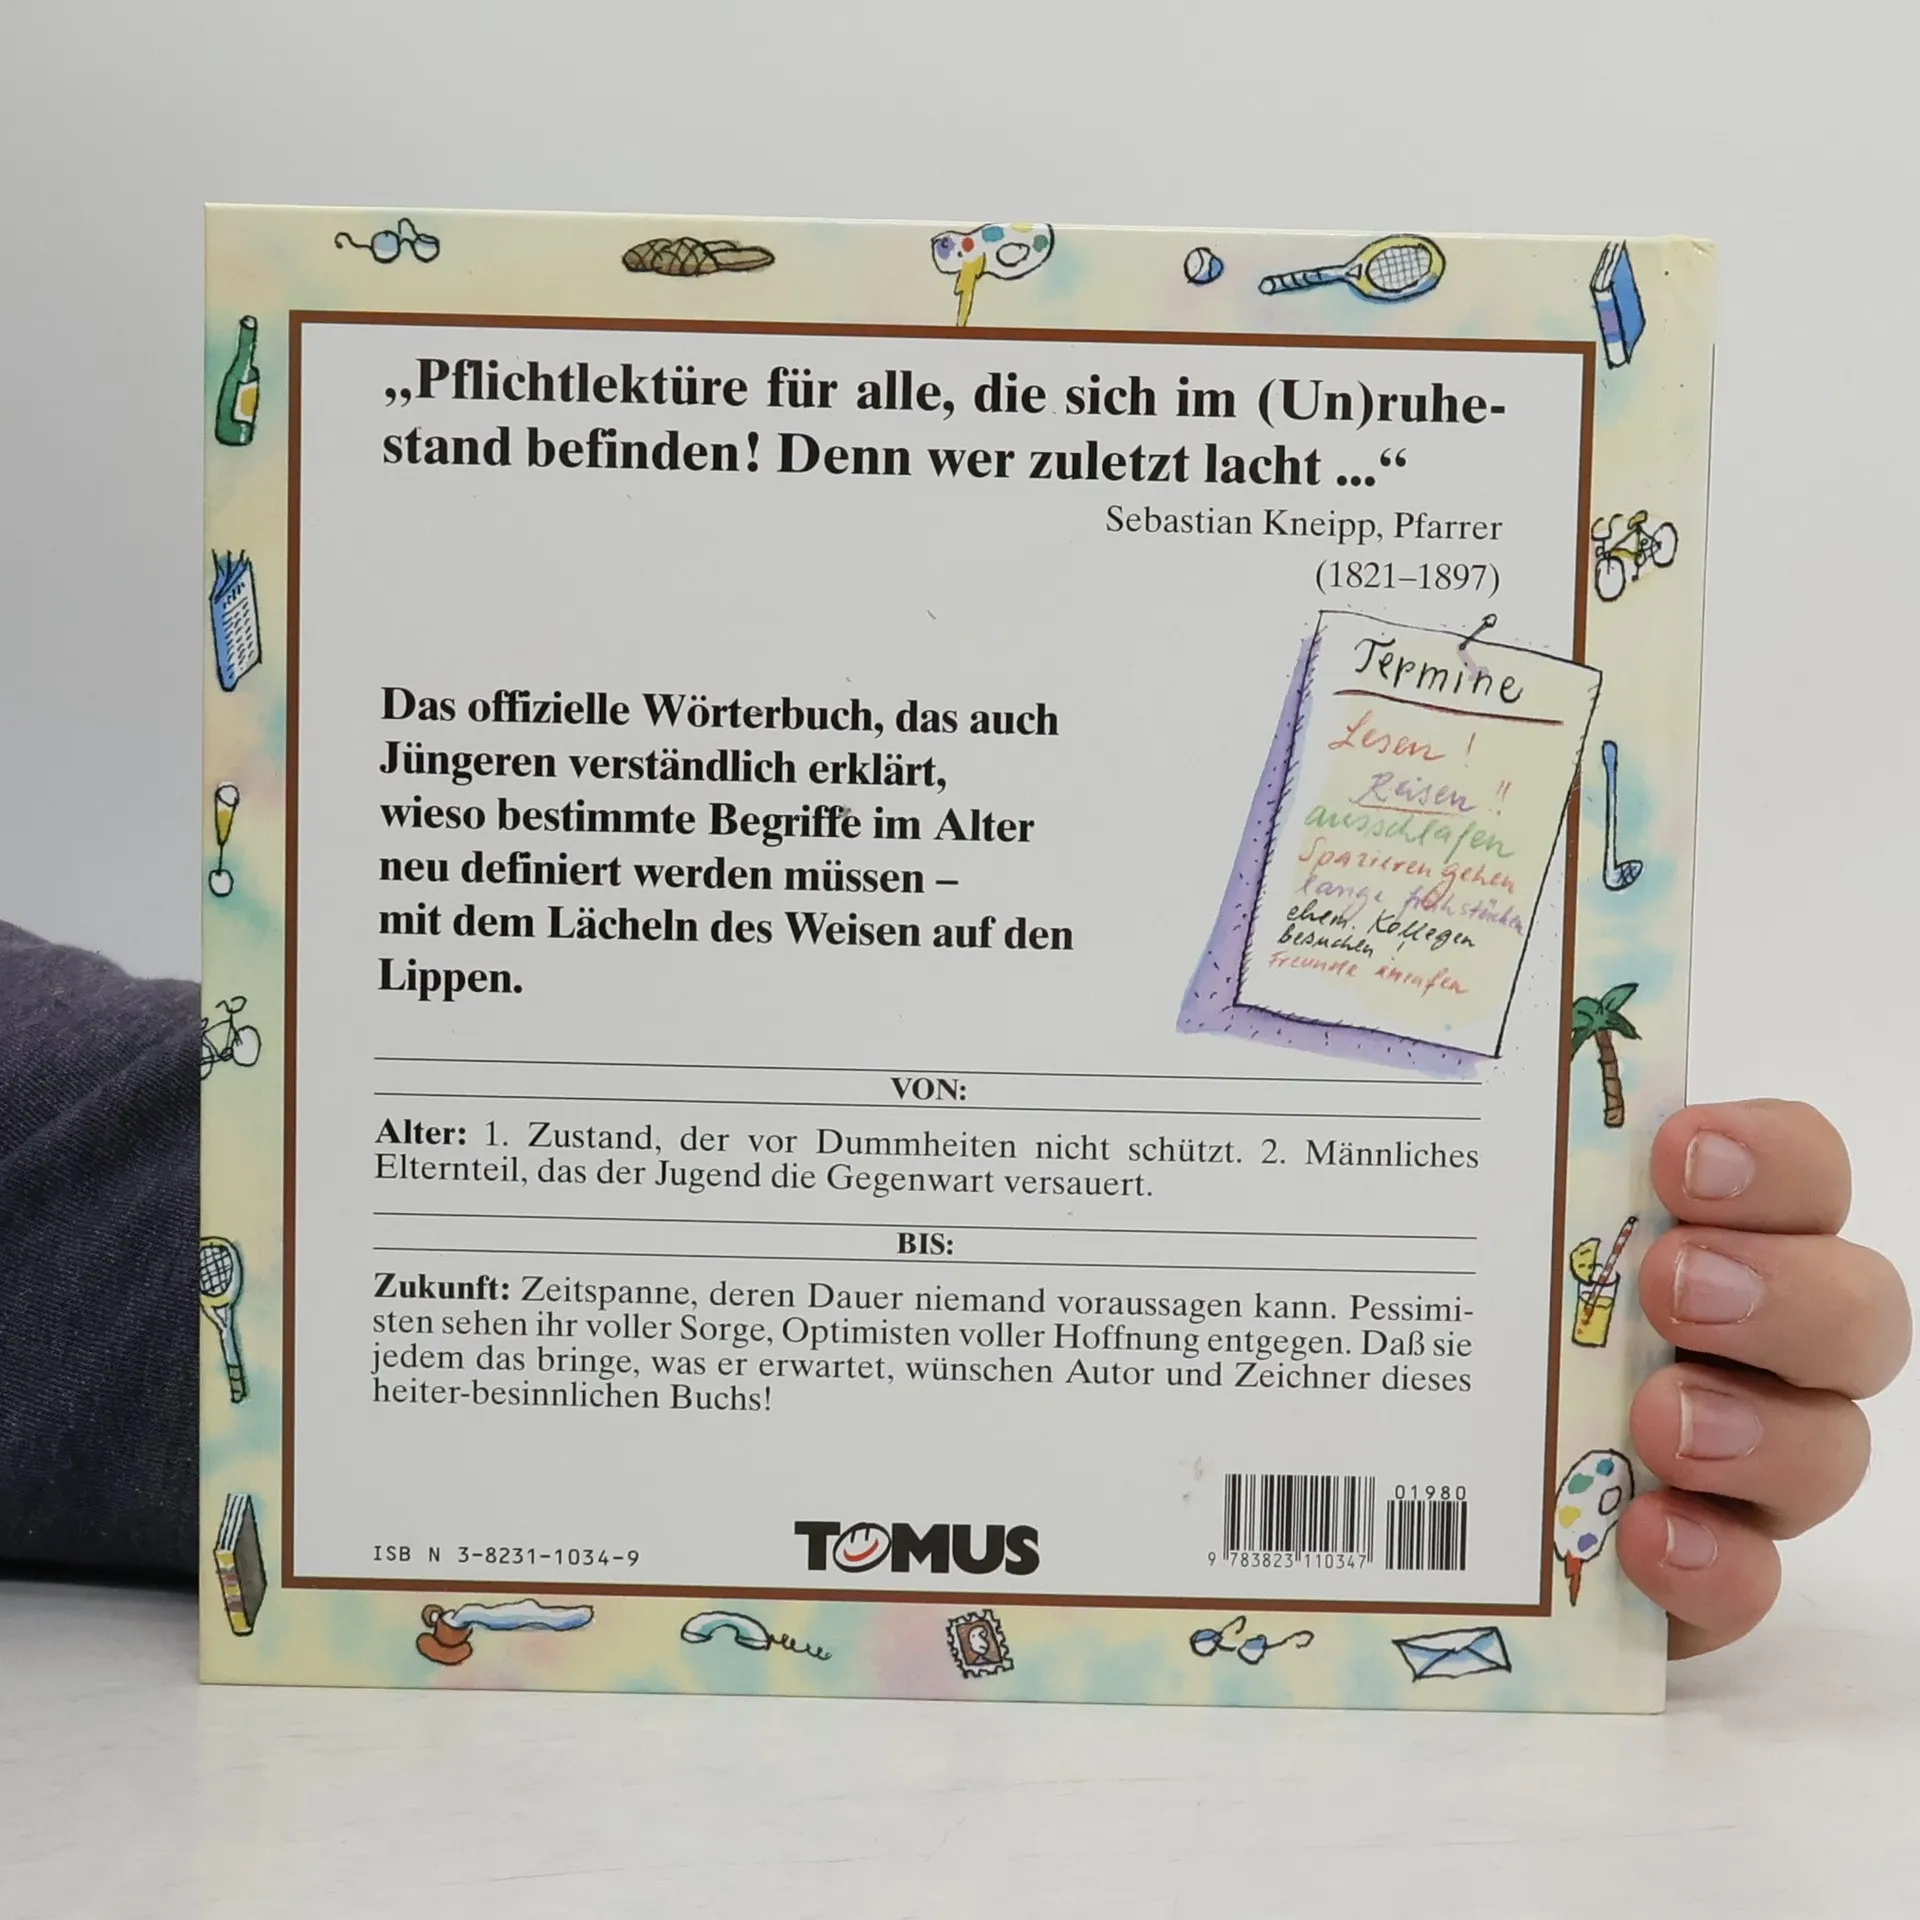 „Pflichtlektüre für alle, die sich im (Un)ruhe-
stand befinden! Denn wer zuletzt lacht ...“
Sebastian Kneipp, Pfarrer
(1821–1897)
Termine
Lesen !
Reisen !!
ausschlafen
Spazieren gehen
lange frühstücken
ehem. Kollegen
besuchen !
Freunde anrufen
Das offizielle Wörterbuch, das auch
Jüngeren verständlich erklärt,
wieso bestimmte Begriffe im Alter
neu definiert werden müssen –
mit dem Lächeln des Weisen auf den
Lippen.
VON:
Alter: 1. Zustand, der vor Dummheiten nicht schützt. 2. Männliches
Elternteil, das der Jugend die Gegenwart versauert.
BIS:
Zukunft: Zeitspanne, deren Dauer niemand voraussagen kann. Pessimi-
sten sehen ihr voller Sorge, Optimisten voller Hoffnung entgegen. Daß sie
jedem das bringe, was er erwartet, wünschen Autor und Zeichner dieses
heiter-besinnlichen Buchs!
ISB N 3-8231-1034-9
TOMUS
01980
9 783823 110347